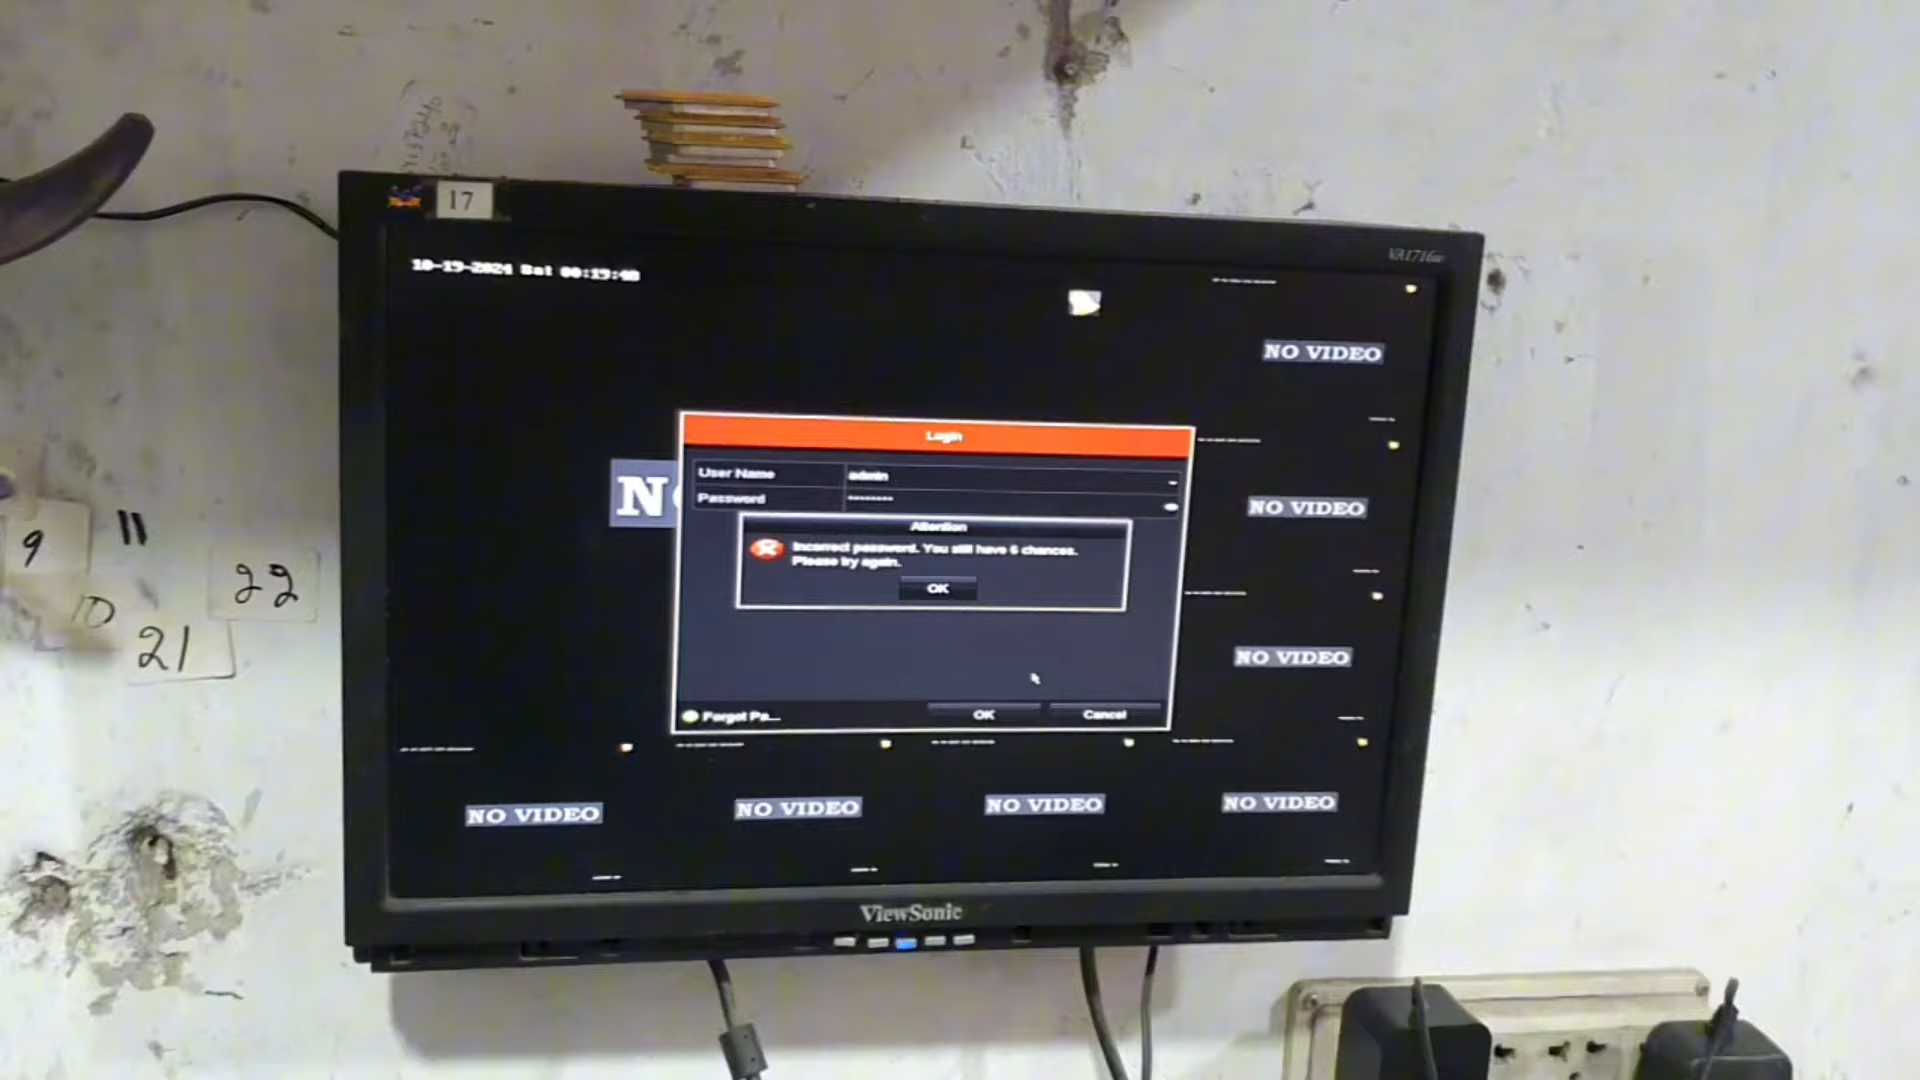 17
VA1716w
10-19-2024 Sat 00:19:40
NO VIDEO
Login
User Name admin
Password ********
NO VIDEO
Attention
Incorrect password. You still have 6 chances.
Please try again.
OK
9
11
22
10
21
NO VIDEO
Forgot Pa...
OK
Cancel
NO VIDEO
NO VIDEO
NO VIDEO
NO VIDEO
ViewSonic